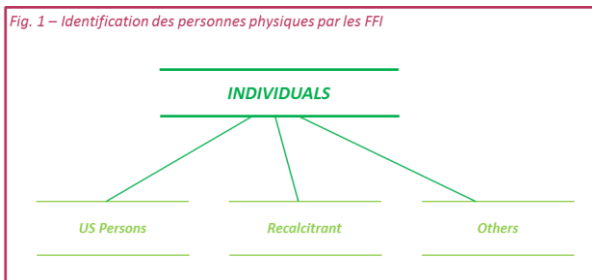 Fig. 1 – Identification des personnes physiques par les FFI
INDIVIDUALS
US Persons
Recalcitrant
Others